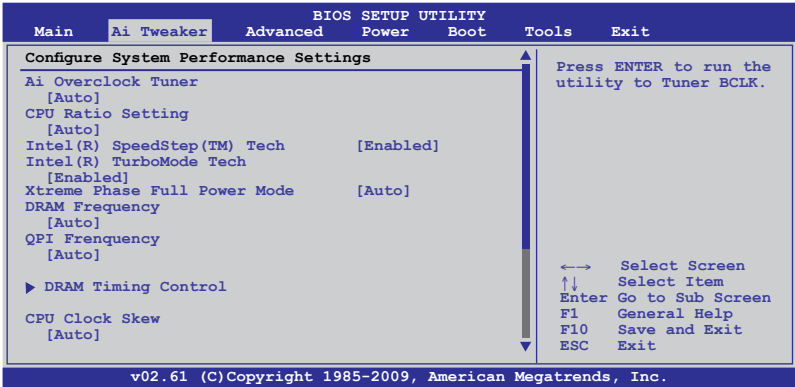 BIOS SETUP UTILITY
Main Ai Tweaker Advanced Power Boot Tools Exit
Configure System Performance Settings
Ai Overclock Tuner
[Auto]
CPU Ratio Setting
[Auto]
Intel(R) SpeedStep(TM) Tech [Enabled]
Intel(R) TurboMode Tech
[Enabled]
Xtreme Phase Full Power Mode [Auto]
DRAM Frequency
[Auto]
QPI Frenquency
[Auto]
DRAM Timing Control
CPU Clock Skew
[Auto]
Press ENTER to run the
utility to Tuner BCLK.
←→ Select Screen
↑↓ Select Item
Enter Go to Sub Screen
F1 General Help
F10 Save and Exit
ESC Exit
v02.61 (C)Copyright 1985-2009, American Megatrends, Inc.